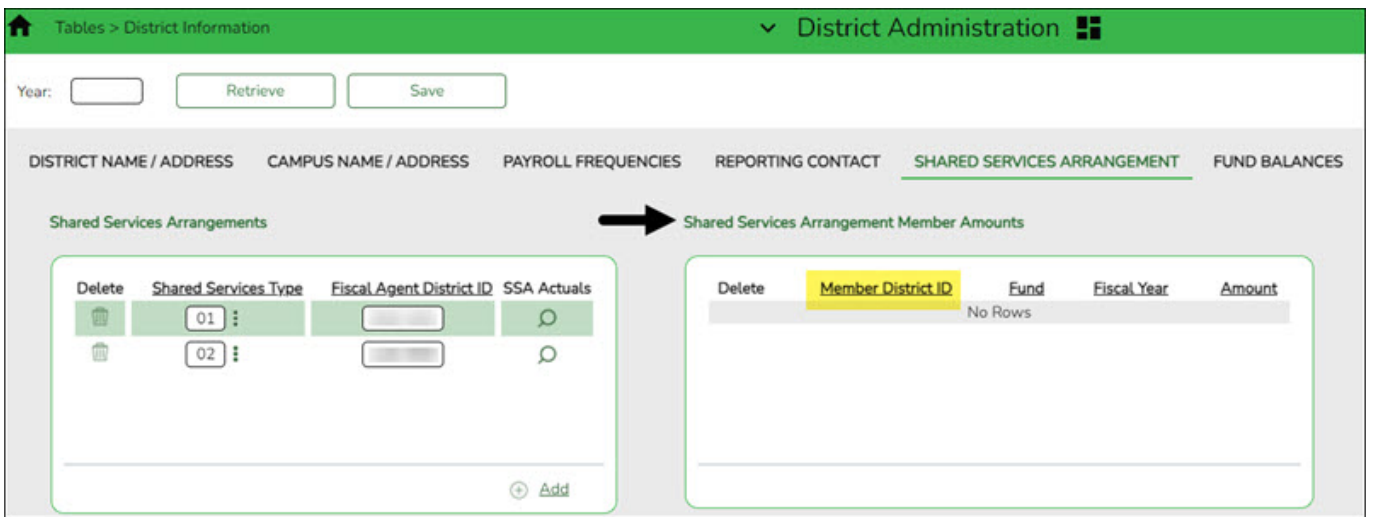 Tables > District Information
District Administration
Year:
Retrieve
Save
DISTRICT NAME / ADDRESS CAMPUS NAME / ADDRESS PAYROLL FREQUENCIES REPORTING CONTACT SHARED SERVICES ARRANGEMENT FUND BALANCES
Shared Services Arrangements
Delete Shared Services Type Fiscal Agent District ID SSA Actuals
01
02
Add
Shared Services Arrangement Member Amounts
Delete Member District ID Fund Fiscal Year Amount
No Rows